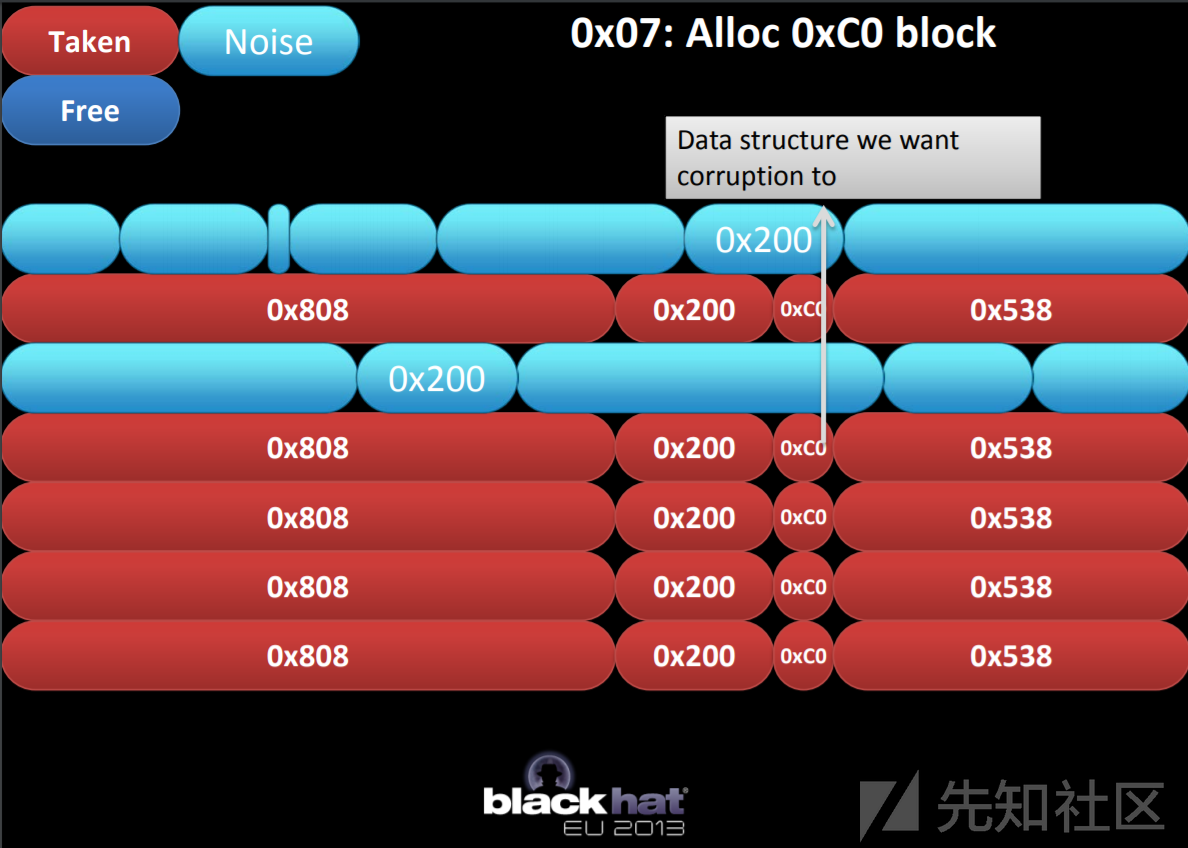 Taken
Noise
0x07: Alloc 0xC0 block
Free
Data structure we want
corruption to
0x200
0x808
0x200
0xC0
0x538
0x200
0x808
0x200
0xC0
0x538
0x808
0x200
0xC0
0x538
0x808
0x200
0xC0
0x538
0x808
0x200
0xC0
0x538
black hat®
EU 2013
先知社区